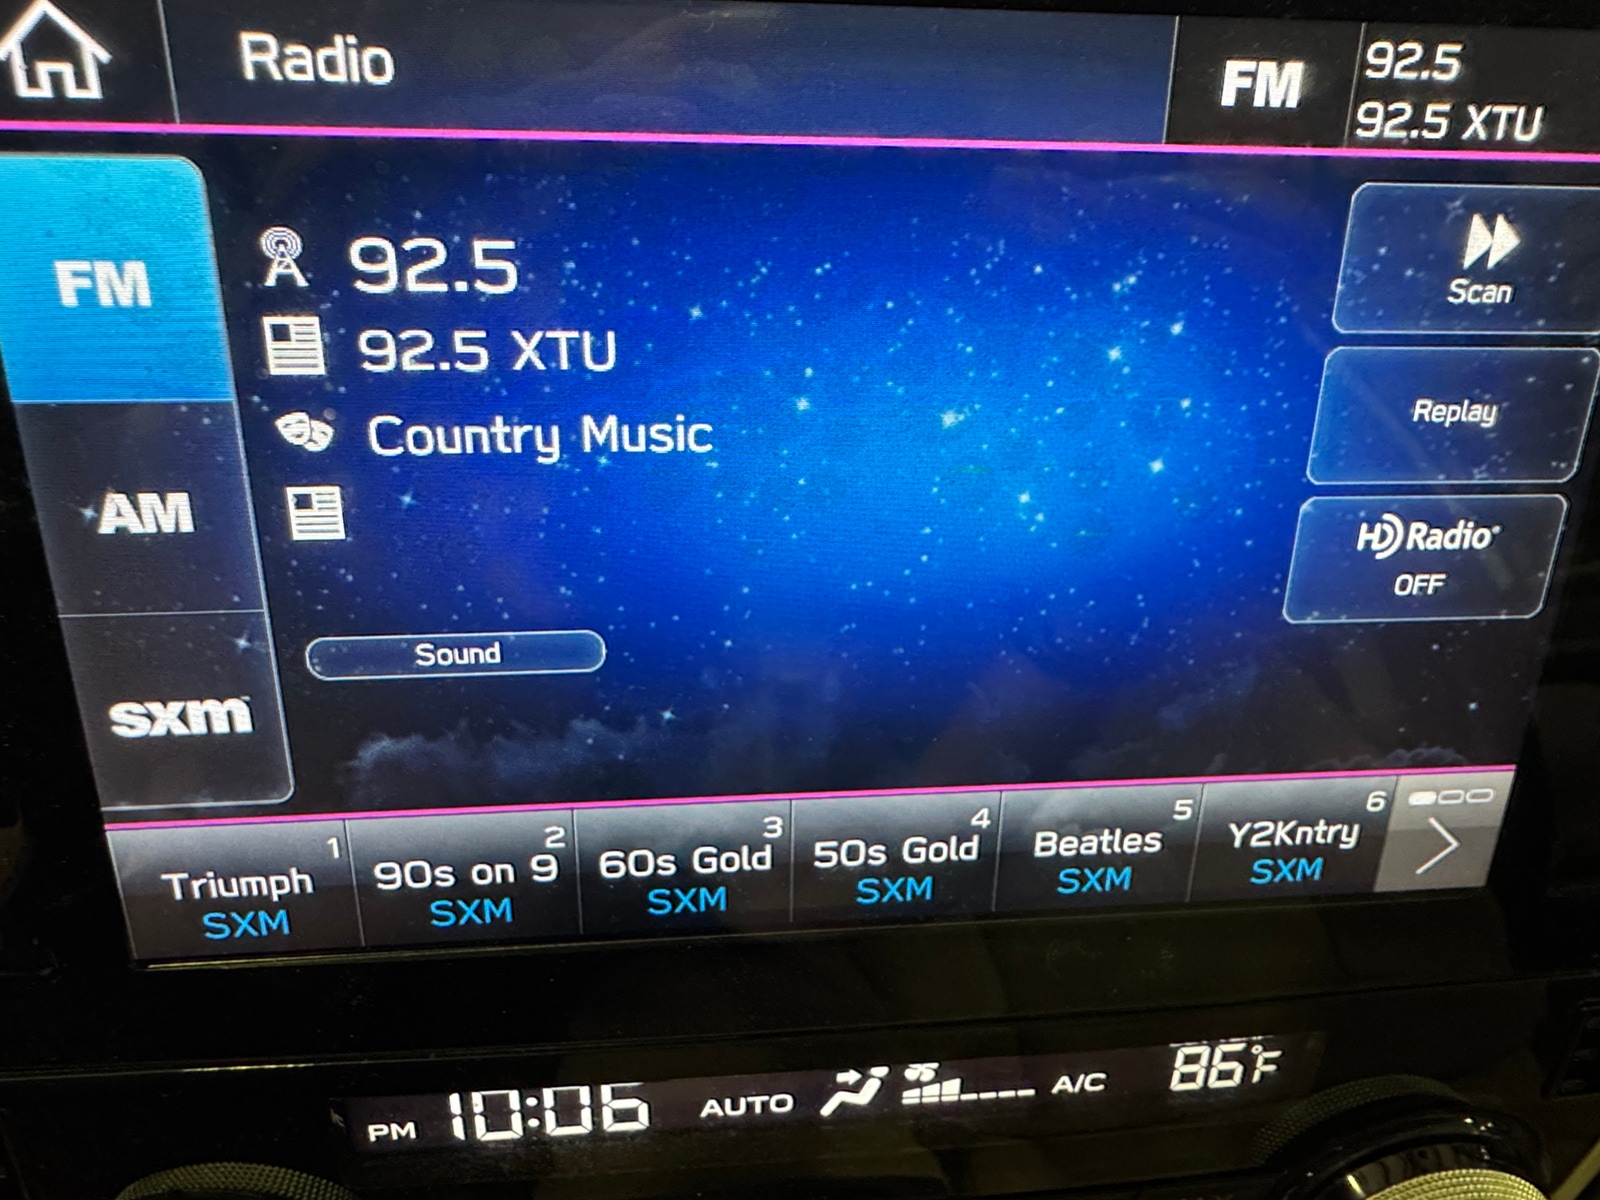 Radio
FM
92.5
92.5 XTU
FM
92.5
92.5 XTU
Country Music
AM
sxm
Sound
Scan
Replay
HD Radio
OFF
1
Triumph
SXM
2
90s on 9
SXM
3
60s Gold
SXM
4
50s Gold
SXM
5
Beatles
SXM
6
Y2Kntry
SXM
PM 10:06 AUTO A/C 86°F